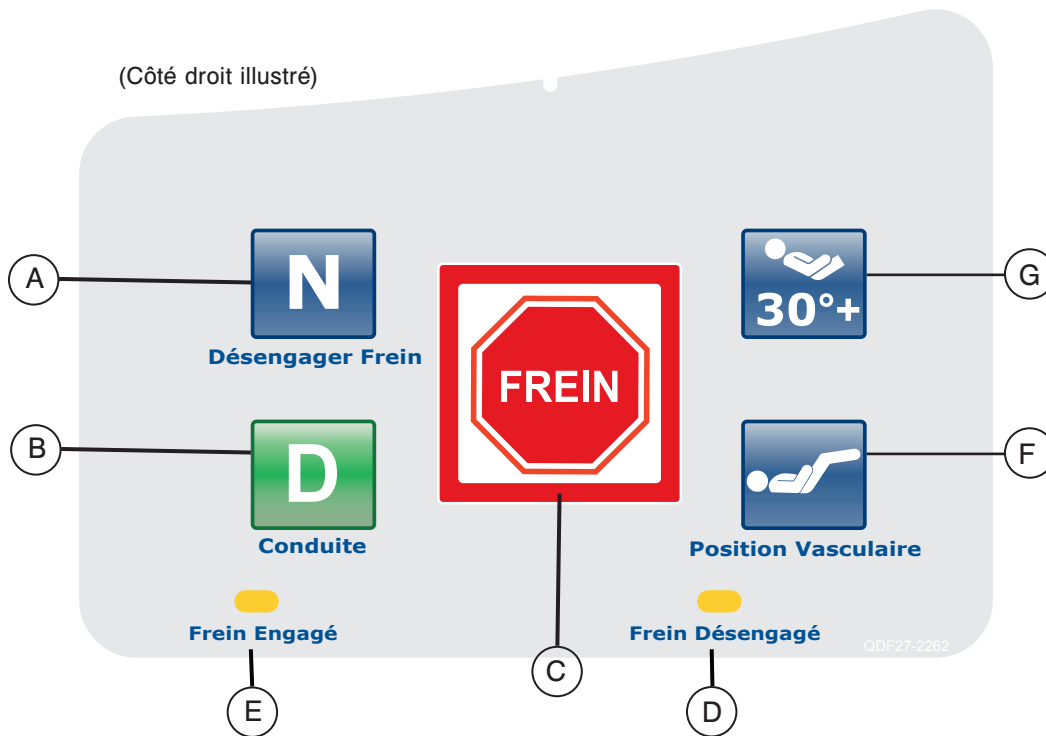 (Côté droit illustré)
A
N
Désengager Frein
B
D
Conduite
FREIN
30°+
G
F
Position Vasculaire
Frein Engagé
Frein Désengagé
QDF27-2262
E
C
D